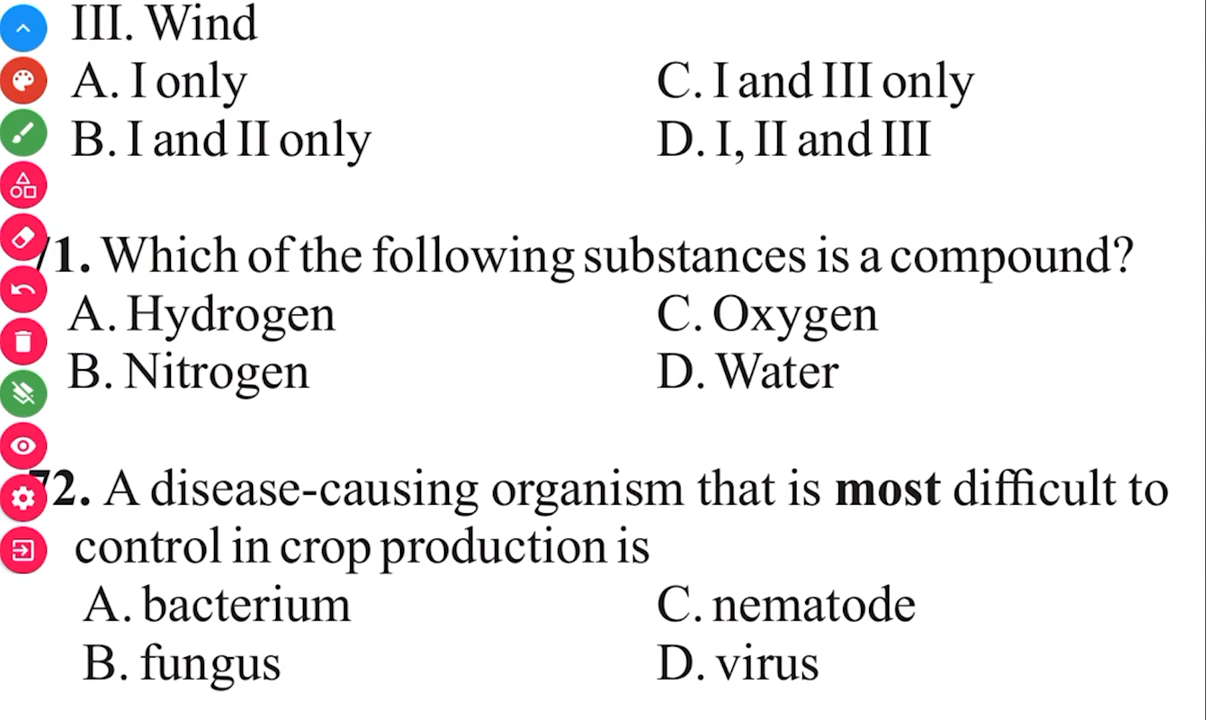 III. Wind
A. I only C. I and III only
B. I and II only D. I, II and III
71. Which of the following substances is a compound?
A. Hydrogen C. Oxygen
B. Nitrogen D. Water
72. A disease-causing organism that is most difficult to
control in crop production is
A. bacterium C. nematode
B. fungus D. virus